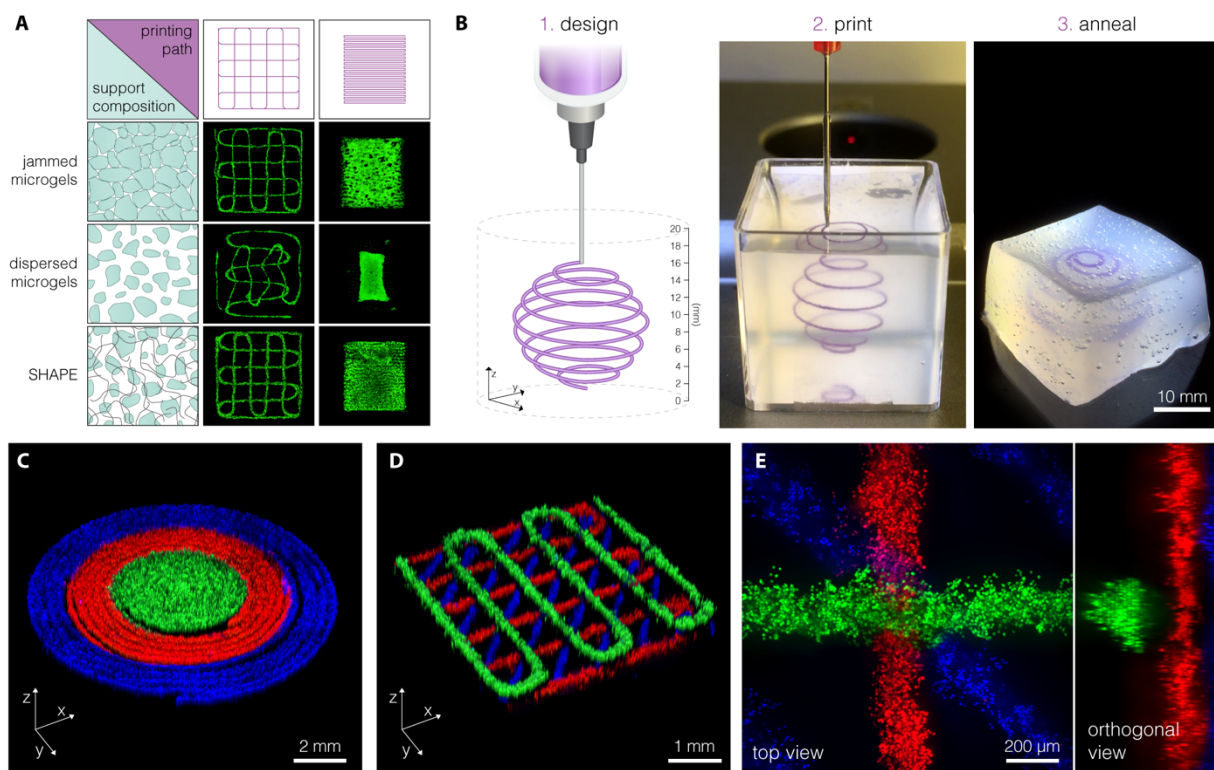 A
printing
path
support
composition
jammed
microgels
dispersed
microgels
SHAPE
B
1. design
2. print
3. anneal
20
18
16
14
12
10
8
6
4
2
0
(mm)
z
y
x
10 mm
C
z
x
y
2 mm
D
z
x
y
1 mm
E
top view
200 μm
orthogonal
view